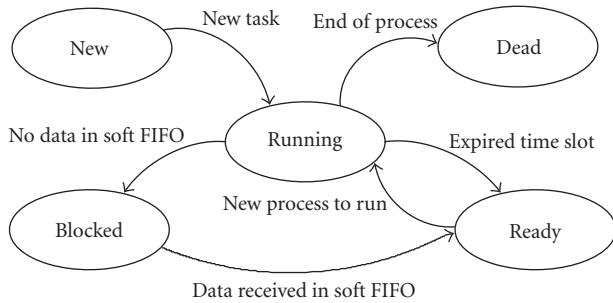 New task
End of process
New
Dead
No data in soft FIFO
Running
Expired time slot
New process to run
Blocked
Ready
Data received in soft FIFO